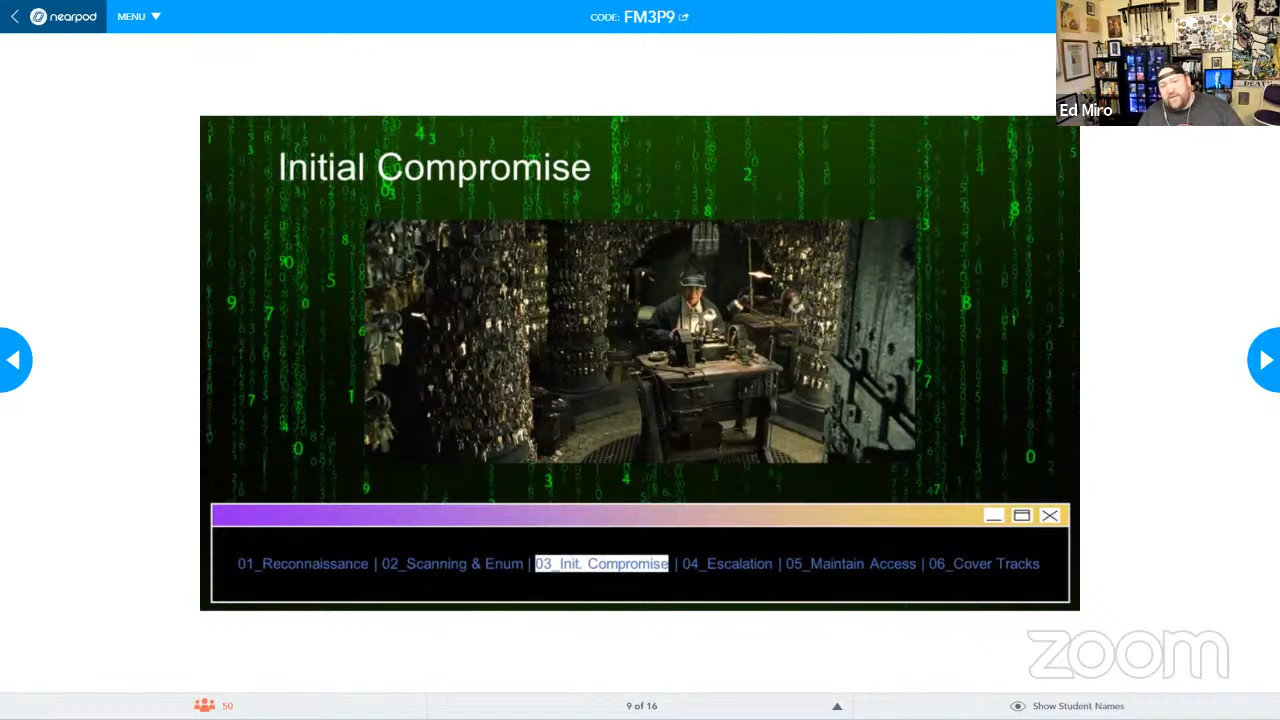 nearpod
MENU
CODE: FM3P9
Ed Miro
Initial Compromise
01_Reconnaissance | 02_Scanning & Enum | 03_Init. Compromise | 04_Escalation | 05_Maintain Access | 06_Cover Tracks
zoom
50
9 of 16
Show Student Names